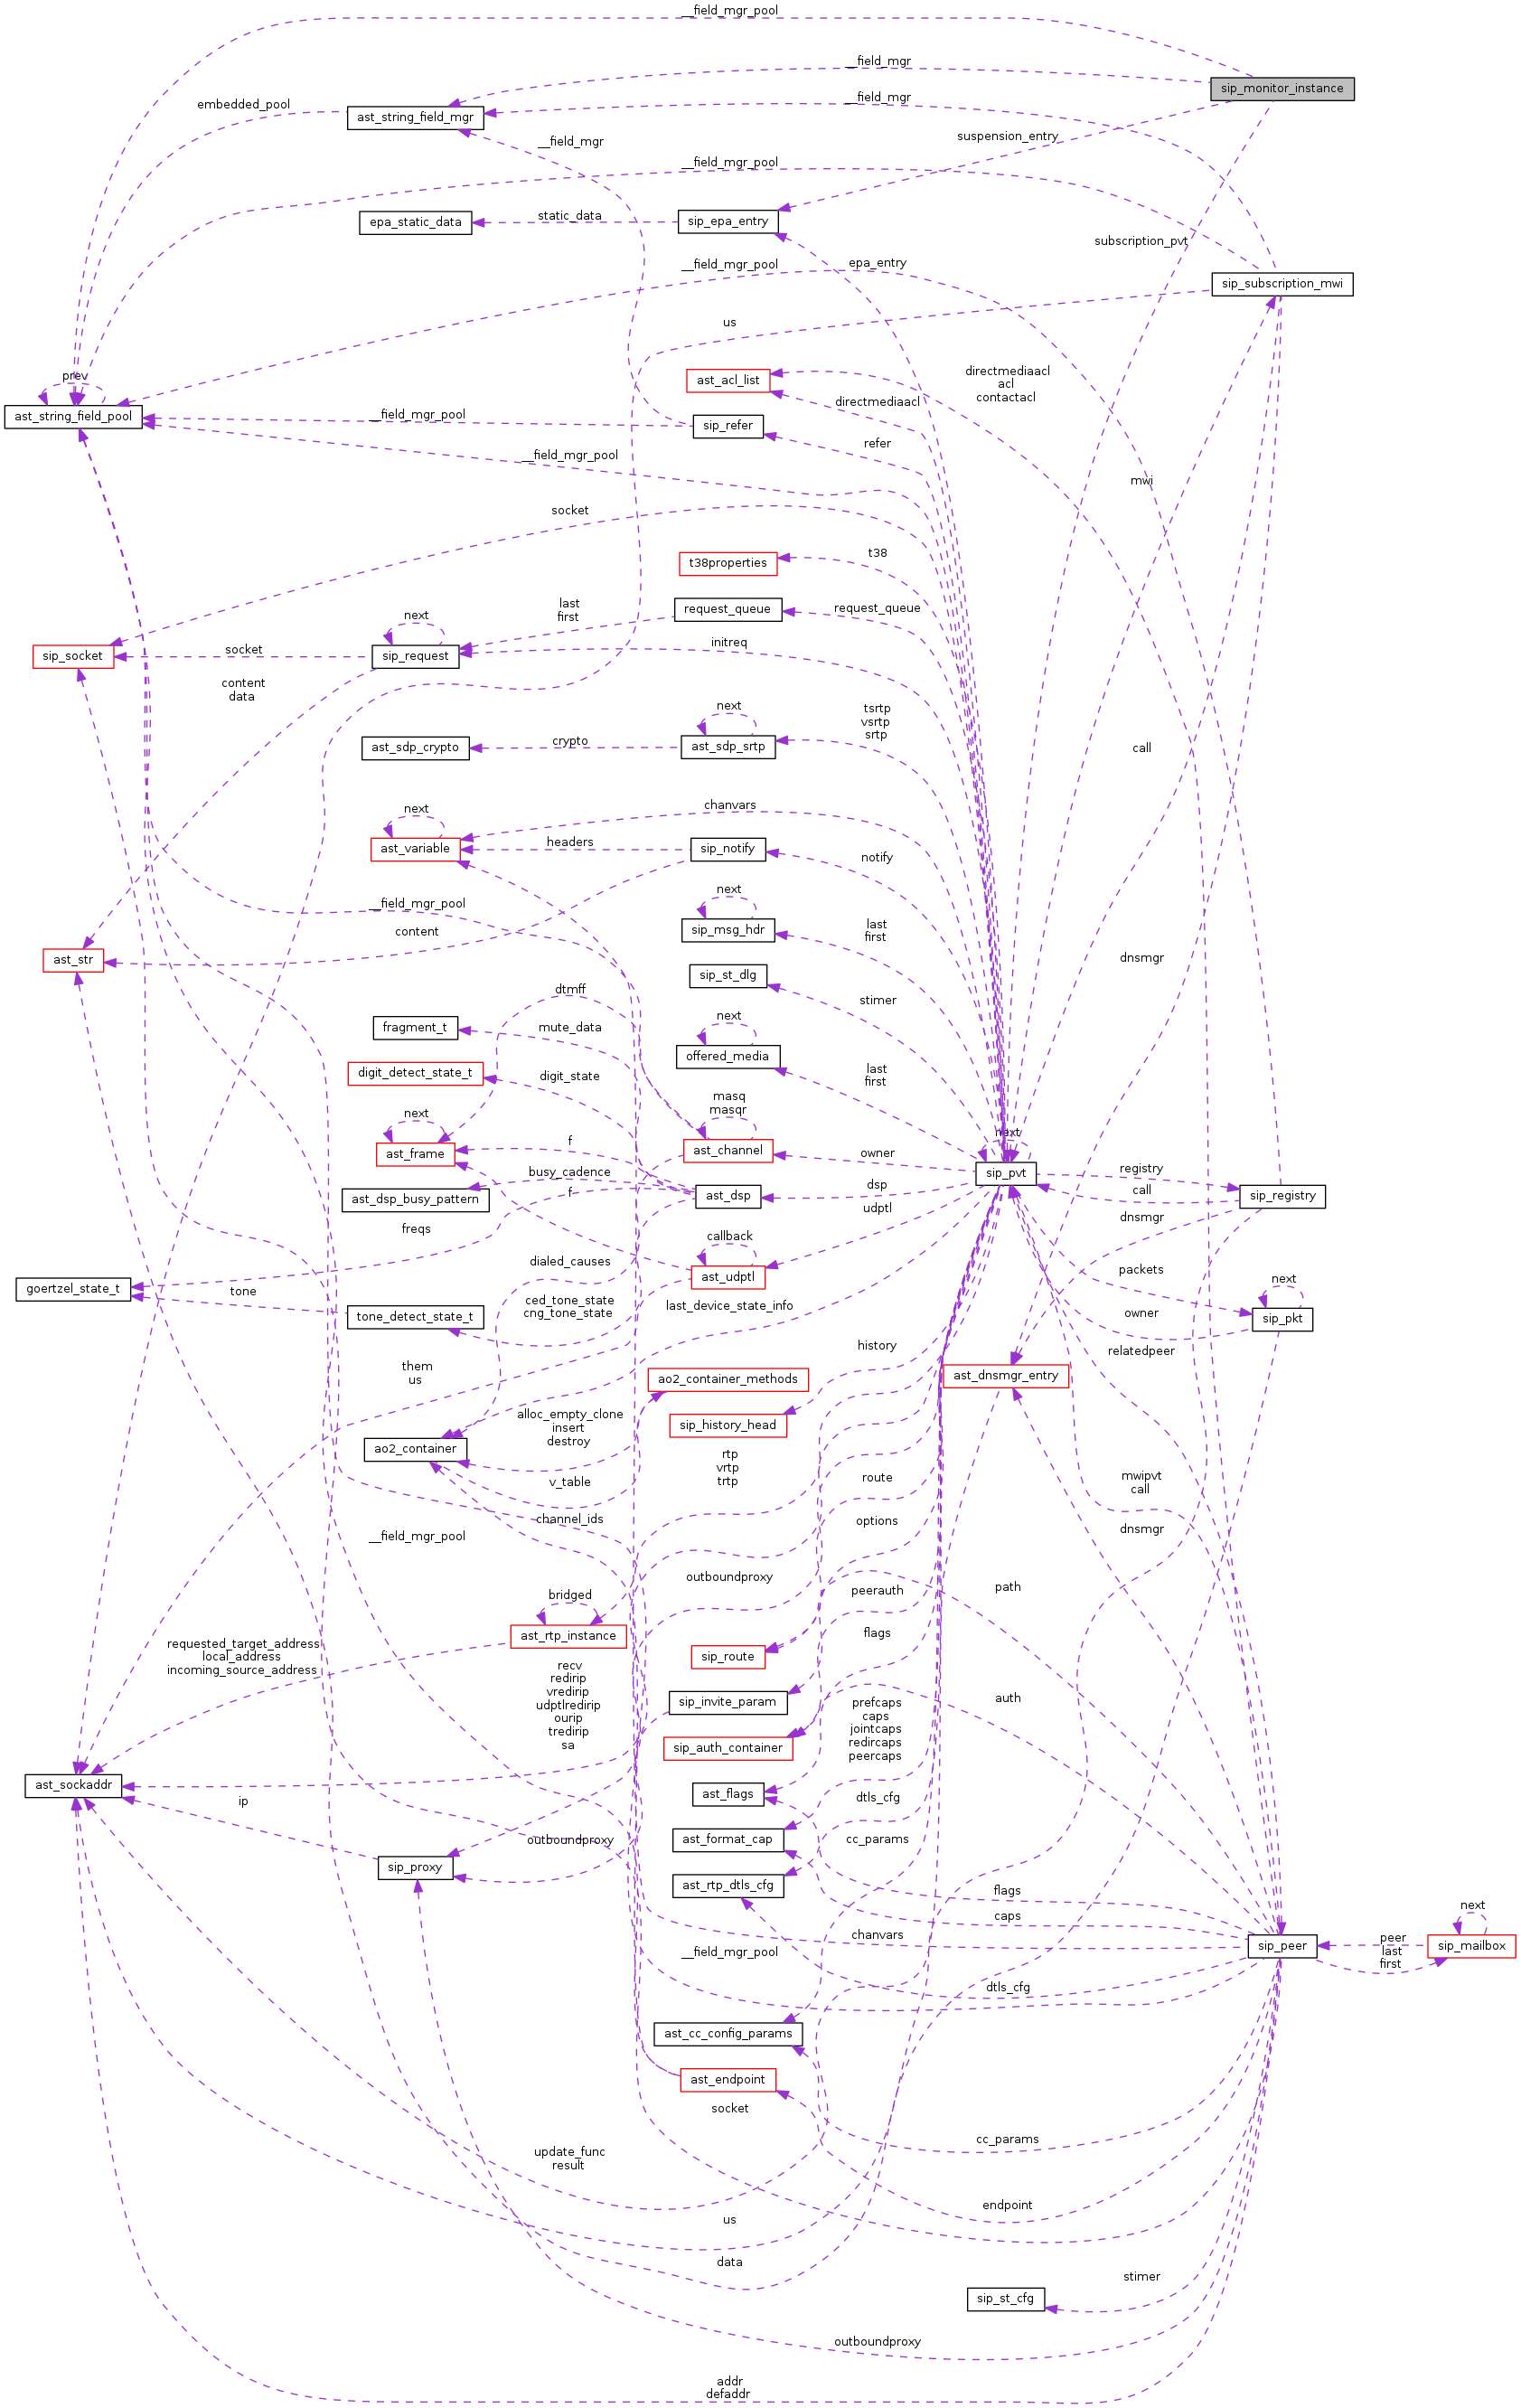 __field_mgr_pool
__field_mgr
sip_monitor_instance
__field_mgr
embedded_pool
ast_string_field_mgr
suspension_entry
__field_mgr
__field_mgr_pool
static_data
epa_static_data
sip_epa_entry
subscription_pvt
__field_mgr_pool
epa_entry
sip_subscription_mwi
us
prev
directmediaacl
acl
contactacl
ast_acl_list
directmediaacl
ast_string_field_pool
__field_mgr_pool
sip_refer
refer
__field_mgr_pool
mwi
socket
t38
t38properties
last
first
request_queue
request_queue
next
initreq
sip_socket
socket
sip_request
content
data
next
tsrtp
vsrtp
srtp
ast_sdp_crypto
crypto
ast_sdp_srtp
call
next
chanvars
ast_variable
headers
sip_notify
notify
next
__field_mgr_pool
content
sip_msg_hdr
last
first
ast_str
dnsmgr
sip_st_dlg
dtmff
stimer
fragment_t
mute_data
next
offered_media
digit_detect_state_t
digit_state
last
first
masq
masqr
next
f
next
ast_frame
ast_channel
owner
sip_pvt
registry
busy_cadence
ast_dsp_busy_pattern
f
ast_dsp
dsp
call
sip_registry
udptl
freqs
callback
dnsmgr
dialed_causes
ast_udptl
packets
next
goertzel_state_t
tone
tone_detect_state_t
ced_tone_state
cng_tone_state
last_device_state_info
owner
sip_pkt
history
relatedpeer
them
us
ao2_container_methods
ast_dnsmgr_entry
alloc_empty_clone
insert
destroy
sip_history_head
ao2_container
rtp
vrtp
trtp
route
v_table
mwipvt
call
channel_ids
options
dnsmgr
__field_mgr_pool
outboundproxy
peerauth
path
bridged
flags
ast_rtp_instance
requested_target_address
local_address
incoming_source_address
sip_route
recv
redirip
vredirip
udptlredirip
ourip
tredirip
sa
sip_invite_param
auth
prefcaps
caps
jointcaps
redircaps
peercaps
sip_auth_container
ast_sockaddr
ip
ast_flags
dtls_cfg
outboundproxy
ast_format_cap
cc_params
sip_proxy
ast_rtp_dtls_cfg
flags
next
caps
chanvars
sip_peer
peer
last
first
sip_mailbox
__field_mgr_pool
dtls_cfg
ast_cc_config_params
ast_endpoint
socket
cc_params
update_func
result
endpoint
us
data
stimer
sip_st_cfg
outboundproxy
addr
defaddr